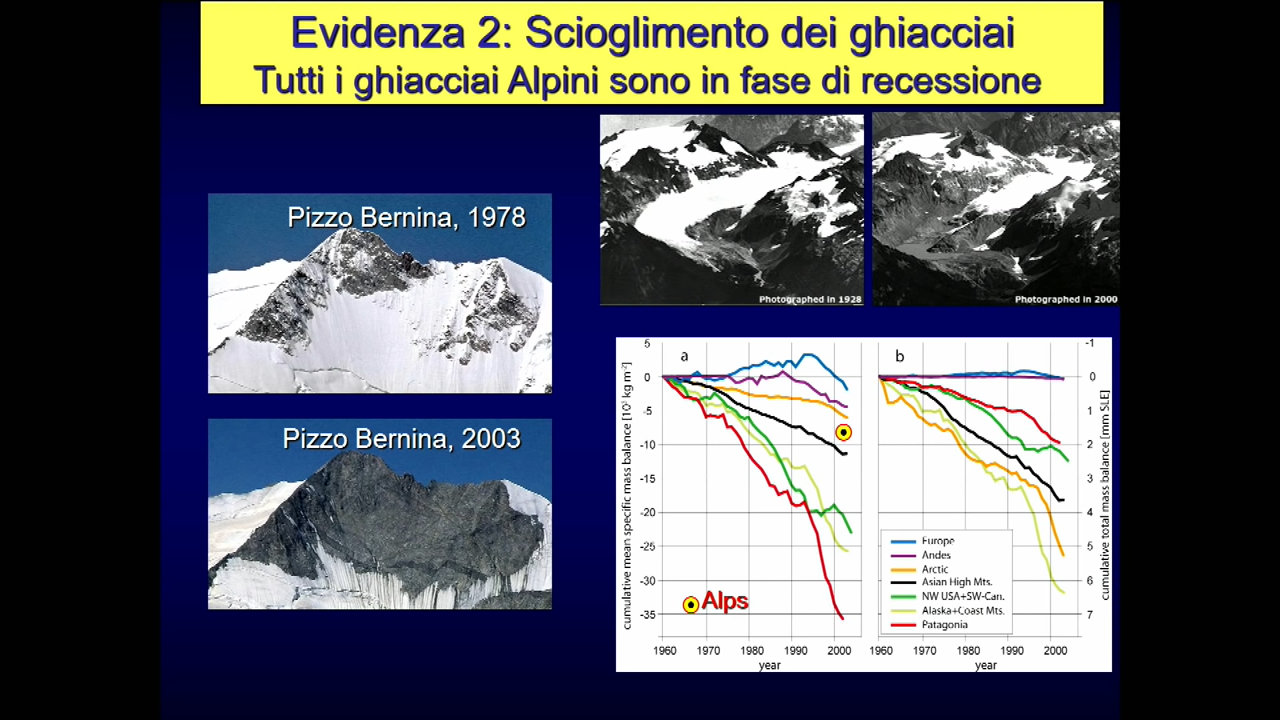 Evidenza 2: Scioglimento dei ghiacciai
Tutti i ghiacciai Alpini sono in fase di recessione
Pizzo Bernina, 1978
Pizzo Bernina, 2003
Photographed in 1928
Photographed in 2000
a
cumulative mean specific mass balance [10³ kg m⁻²]
5
0
-5
-10
-15
-20
-25
-30
-35
1960 1970 1980 1990 2000
year
Alps
b
-1
0
1
2
3
4
5
6
7
cumulative total mass balance [mm SLE]
1960 1970 1980 1990 2000
year
Europe
Andes
Arctic
Asian High Mts.
NW USA+SW-Can.
Alaska+Coast Mts.
Patagonia